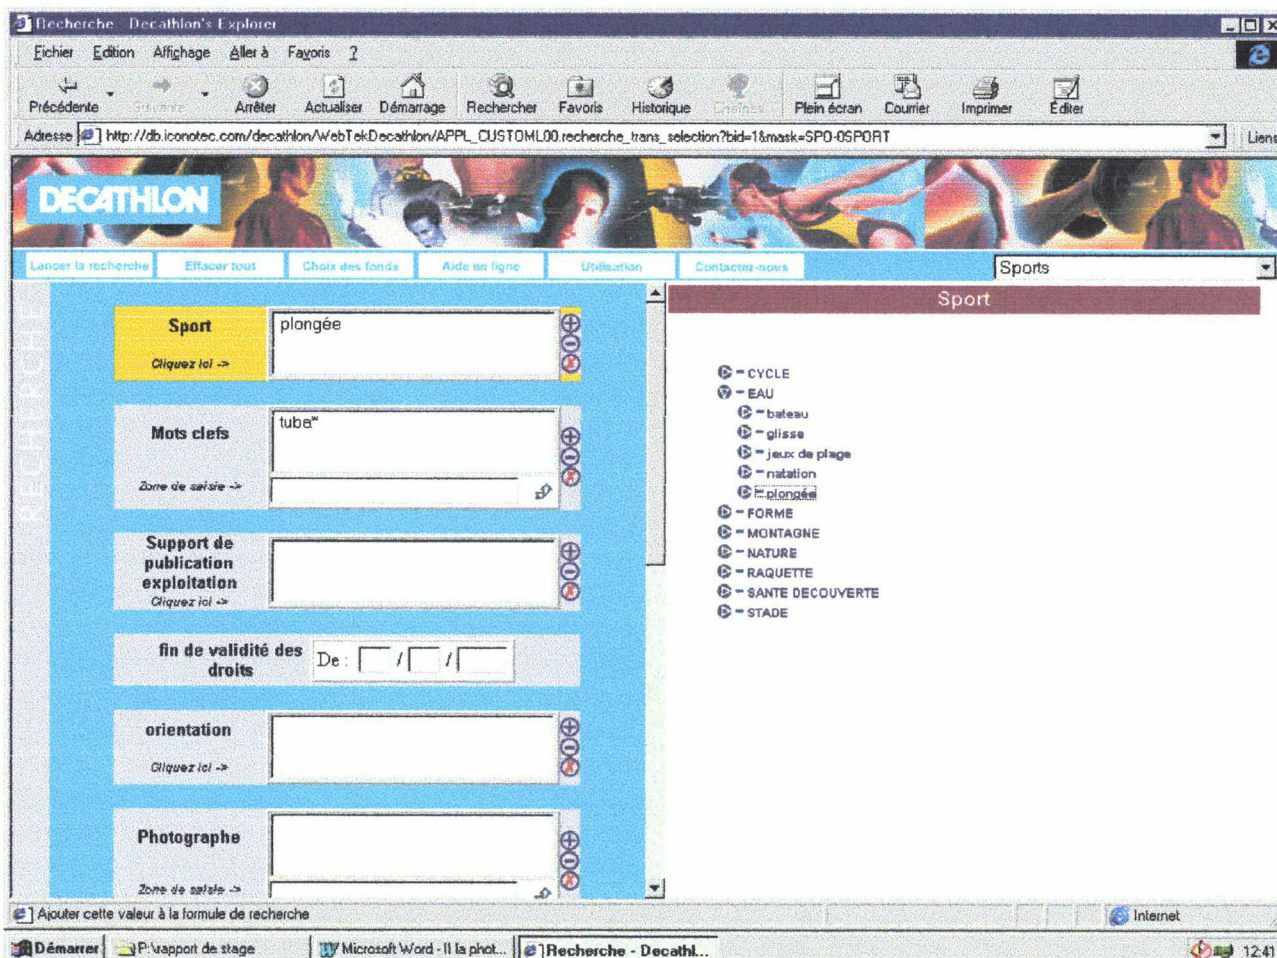 Recherche - Decathlon's Explorer
Fichier Edition Affichage Aller à Favoris ?
Précédente Suivante Arrêter Actualiser Démarrage Rechercher Favoris Historique Chaînes Plein écran Courrier Imprimer Editer
Adresse http://db.iconotec.com/decathlon/WebTekDecathlon/APPL_CUSTOML00.recherche_trans_selection?bid=1&mask=SPO-0SPORT Liens
DECATHLON
Lancer la recherche Effacer tout Choix des fonds Aide en ligne Utilisation Contactez-nous Sports
RECHERCHE
Sport
Cliquez ici ->
plongée
Mots clefs
tuba*
Zone de saisie ->
Support de
publication
exploitation
Cliquez ici ->
fin de validité des
droits
De : / /
orientation
Cliquez ici ->
Photographe
Zone de saisie ->
Sport
- CYCLE
- EAU
- bateau
- glisse
- jeux de plage
- natation
- plongée
- FORME
- MONTAGNE
- NATURE
- RAQUETTE
- SANTE DECOUVERTE
- STADE
Ajouter cette valeur à la formule de recherche Internet
Démarrer P:\rapport de stage Microsoft Word - II la phot... Recherche - Decathl... 12:41